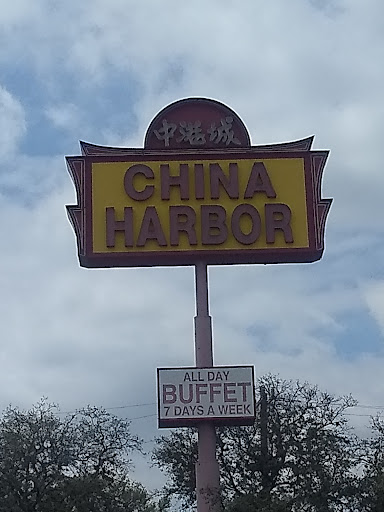 中港城
CHINA
HARBOR
ALL DAY
BUFFET
7 DAYS A WEEK